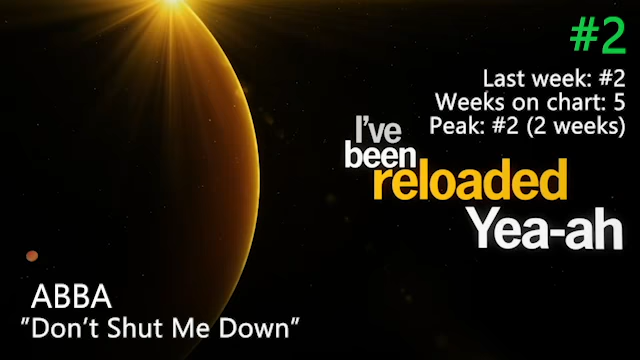 #2
Last week: #2
Weeks on chart: 5
Peak: #2 (2 weeks)
I've
been
reloaded
Yea-ah
ABBA
"Don't Shut Me Down"